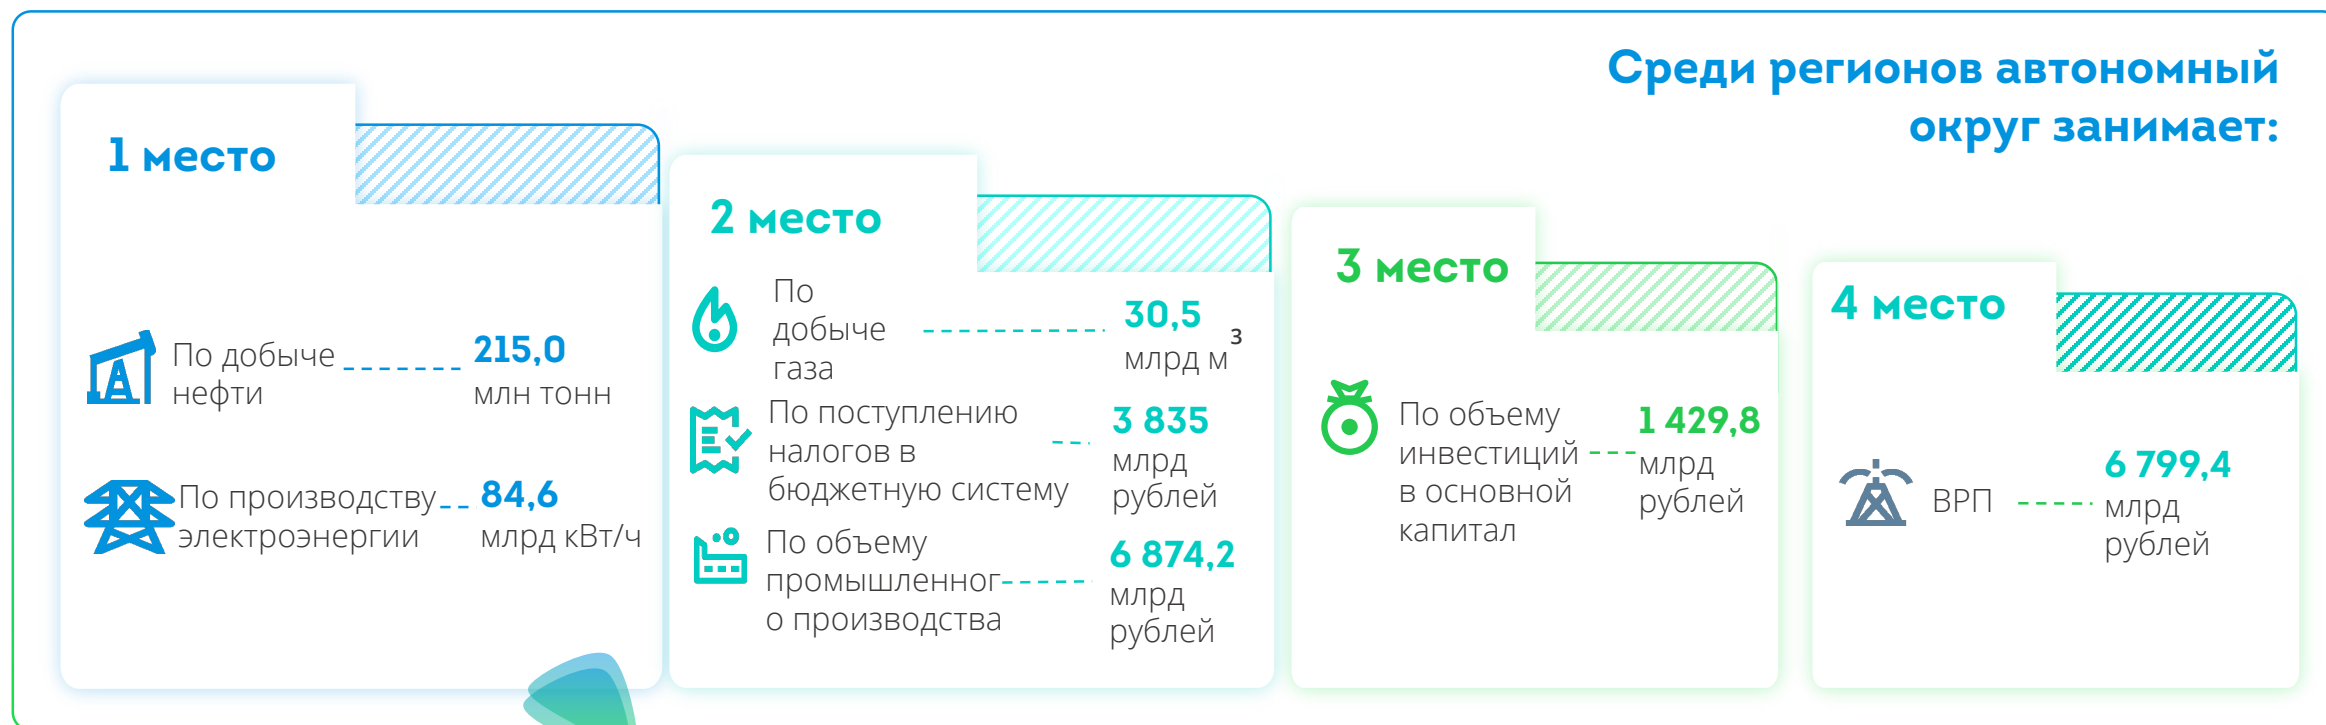 Среди регионов автономный
округ занимает:
1 место
По добыче
нефти
215,0
млн тонн
По производству
электроэнергии
84,6
млрд кВт/ч
2 место
По
добыче
газа
30,5
млрд м³
По поступлению
налогов в
бюджетную систему
3 835
млрд
рублей
По объему
промышленног
о производства
6 874,2
млрд
рублей
3 место
По объему
инвестиций
в основной
капитал
1 429,8
млрд
рублей
4 место
ВРП
6 799,4
млрд
рублей